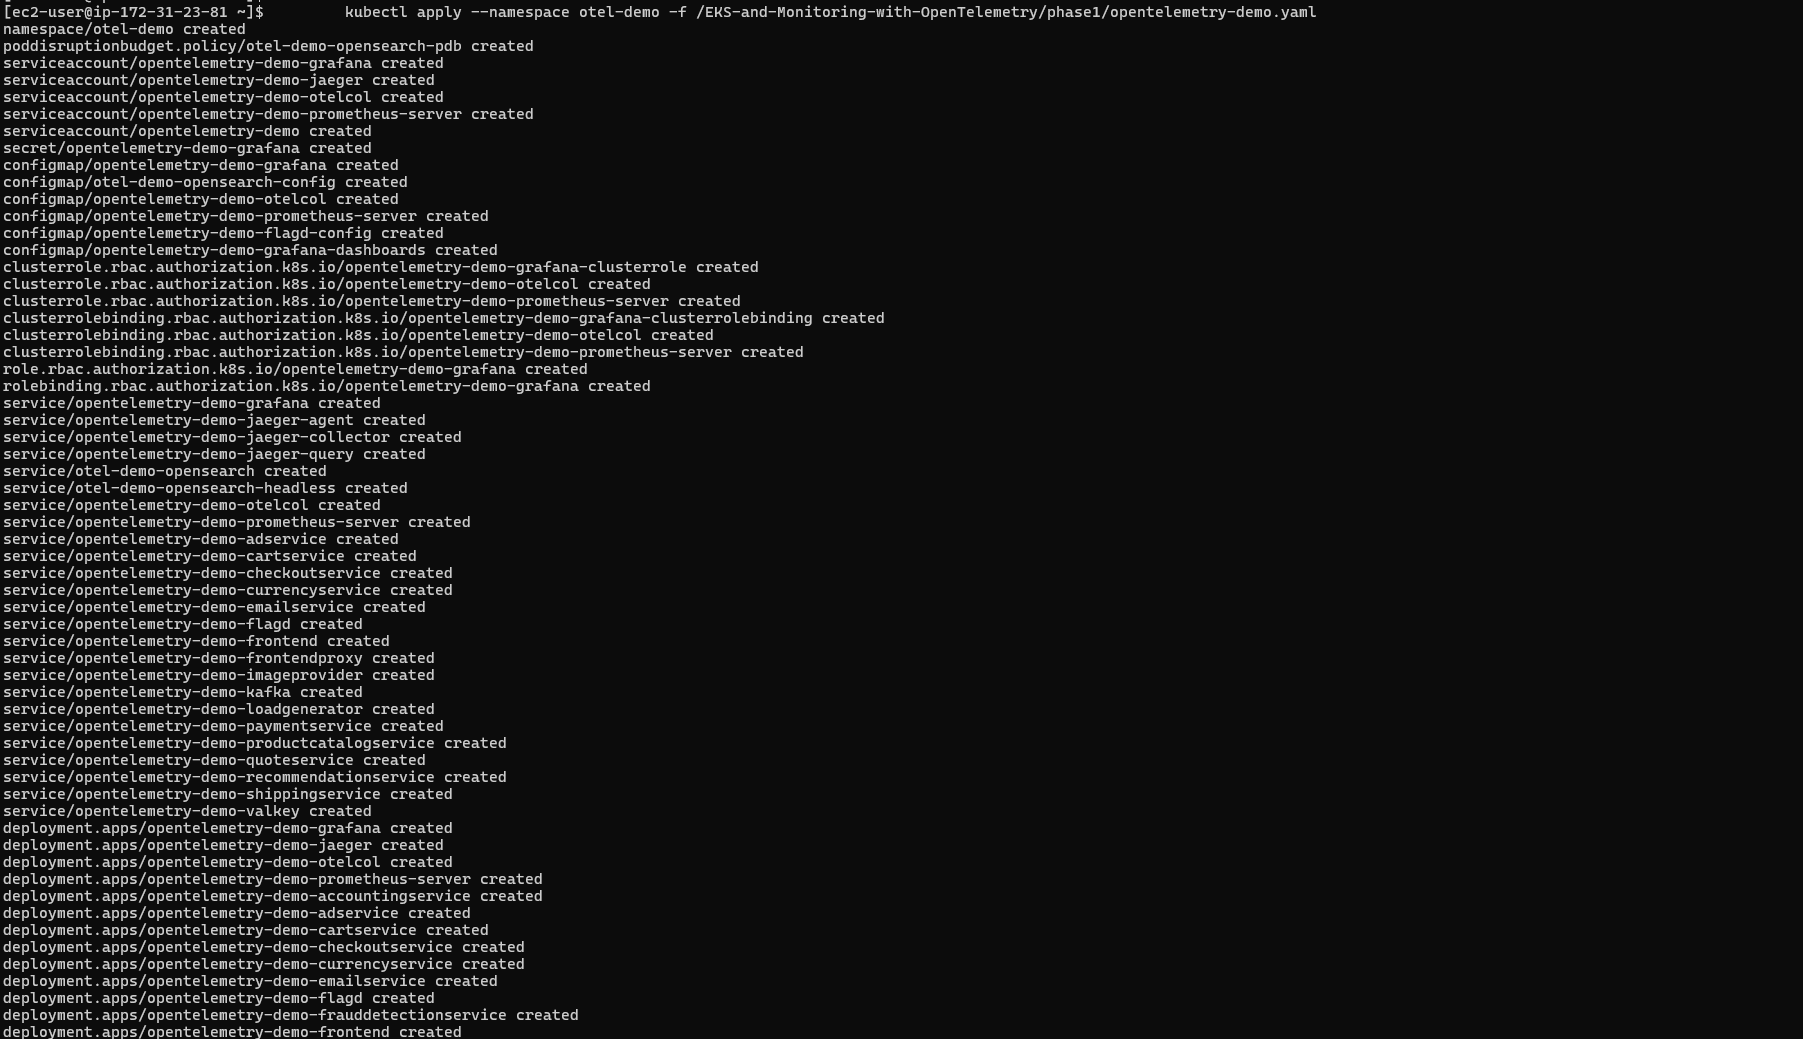 [ec2-user@ip-172-31-23-81 ~]$         kubectl apply --namespace otel-demo -f /EKS-and-Monitoring-with-OpenTelemetry/phase1/opentelemetry-demo.yaml
namespace/otel-demo created
poddisruptionbudget.policy/otel-demo-opensearch-pdb created
serviceaccount/opentelemetry-demo-grafana created
serviceaccount/opentelemetry-demo-jaeger created
serviceaccount/opentelemetry-demo-otelcol created
serviceaccount/opentelemetry-demo-prometheus-server created
serviceaccount/opentelemetry-demo created
secret/opentelemetry-demo-grafana created
configmap/opentelemetry-demo-grafana created
configmap/otel-demo-opensearch-config created
configmap/opentelemetry-demo-otelcol created
configmap/opentelemetry-demo-prometheus-server created
configmap/opentelemetry-demo-flagd-config created
configmap/opentelemetry-demo-grafana-dashboards created
clusterrole.rbac.authorization.k8s.io/opentelemetry-demo-grafana-clusterrole created
clusterrole.rbac.authorization.k8s.io/opentelemetry-demo-otelcol created
clusterrole.rbac.authorization.k8s.io/opentelemetry-demo-prometheus-server created
clusterrolebinding.rbac.authorization.k8s.io/opentelemetry-demo-grafana-clusterrolebinding created
clusterrolebinding.rbac.authorization.k8s.io/opentelemetry-demo-otelcol created
clusterrolebinding.rbac.authorization.k8s.io/opentelemetry-demo-prometheus-server created
role.rbac.authorization.k8s.io/opentelemetry-demo-grafana created
rolebinding.rbac.authorization.k8s.io/opentelemetry-demo-grafana created
service/opentelemetry-demo-grafana created
service/opentelemetry-demo-jaeger-agent created
service/opentelemetry-demo-jaeger-collector created
service/opentelemetry-demo-jaeger-query created
service/otel-demo-opensearch created
service/otel-demo-opensearch-headless created
service/opentelemetry-demo-otelcol created
service/opentelemetry-demo-prometheus-server created
service/opentelemetry-demo-adservice created
service/opentelemetry-demo-cartservice created
service/opentelemetry-demo-checkoutservice created
service/opentelemetry-demo-currencyservice created
service/opentelemetry-demo-emailservice created
service/opentelemetry-demo-flagd created
service/opentelemetry-demo-frontend created
service/opentelemetry-demo-frontendproxy created
service/opentelemetry-demo-imageprovider created
service/opentelemetry-demo-kafka created
service/opentelemetry-demo-loadgenerator created
service/opentelemetry-demo-paymentservice created
service/opentelemetry-demo-productcatalogservice created
service/opentelemetry-demo-quoteservice created
service/opentelemetry-demo-recommendationservice created
service/opentelemetry-demo-shippingservice created
service/opentelemetry-demo-valkey created
deployment.apps/opentelemetry-demo-grafana created
deployment.apps/opentelemetry-demo-jaeger created
deployment.apps/opentelemetry-demo-otelcol created
deployment.apps/opentelemetry-demo-prometheus-server created
deployment.apps/opentelemetry-demo-accountingservice created
deployment.apps/opentelemetry-demo-adservice created
deployment.apps/opentelemetry-demo-cartservice created
deployment.apps/opentelemetry-demo-checkoutservice created
deployment.apps/opentelemetry-demo-currencyservice created
deployment.apps/opentelemetry-demo-emailservice created
deployment.apps/opentelemetry-demo-flagd created
deployment.apps/opentelemetry-demo-frauddetectionservice created
deployment.apps/opentelemetry-demo-frontend created